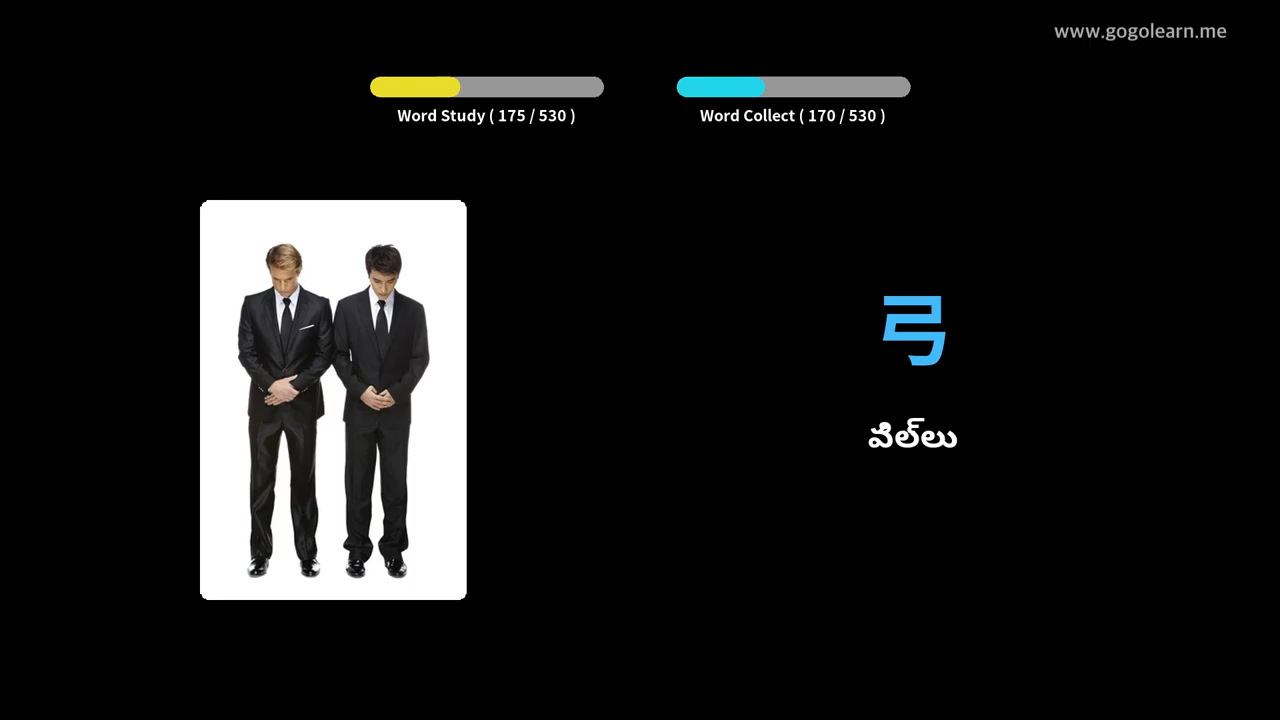 www.gogolearn.me
Word Study ( 175 / 530 )
Word Collect ( 170 / 530 )
弓
విల్‌లు